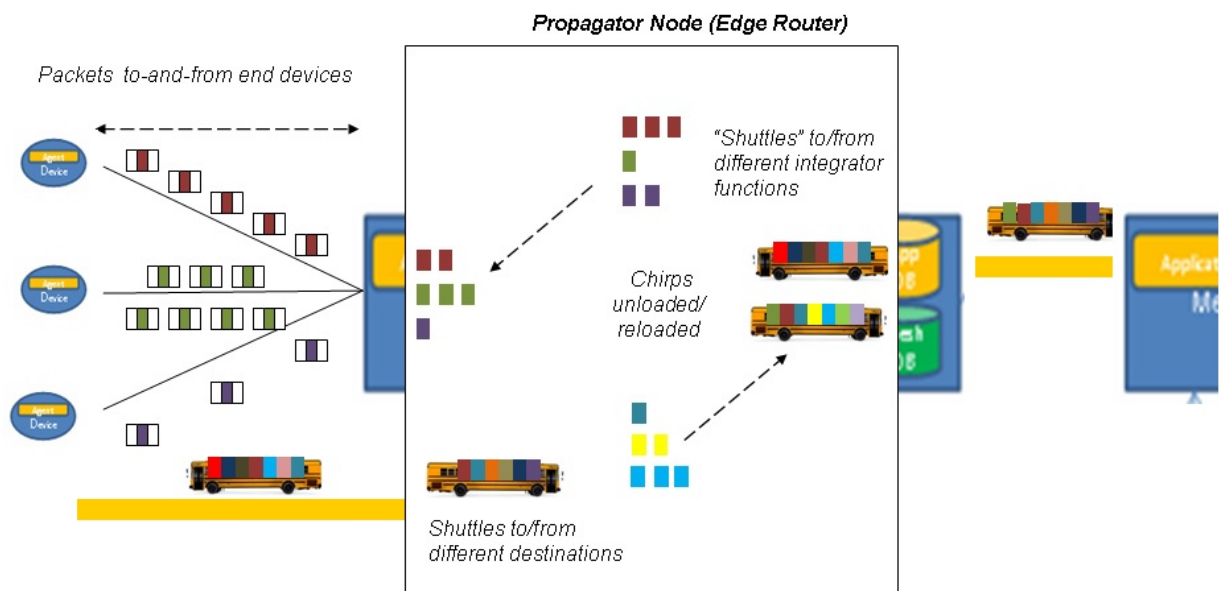 Propagator Node (Edge Router)
Packets to-and-from end devices
Agent
Device
Agent
Device
Agent
Device
“Shuttles” to/from
different integrator
functions
Chirps
unloaded/
reloaded
Shuttles to/from
different destinations